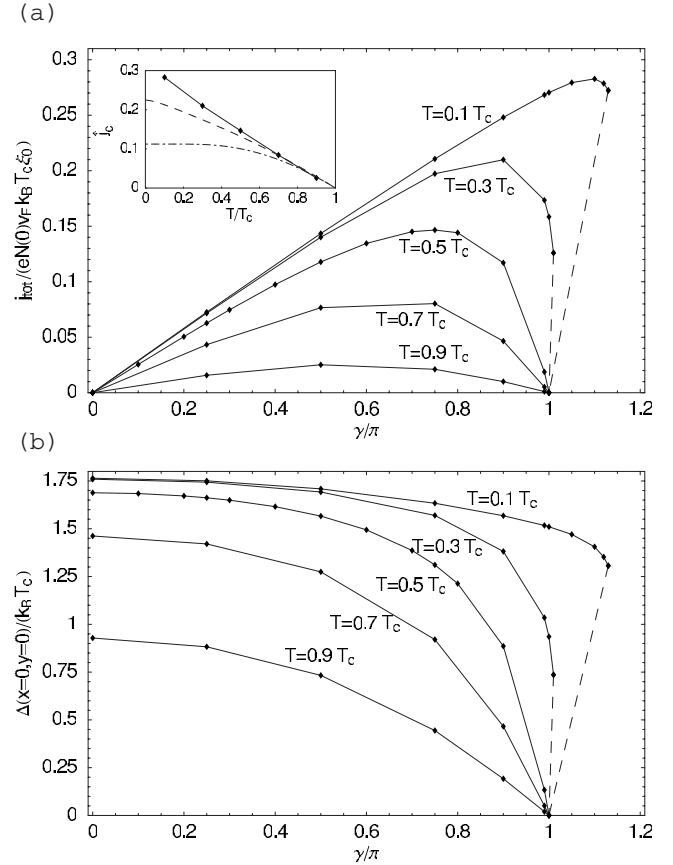 (a)
j_tot/(eN(0)v_F k_B T_c ξ_0)
0.3
0.25
0.2
0.15
0.1
0.05
0
ĵ_c
0.3
0.2
0.1
0
0 0.2 0.4 0.6 0.8 1
T/T_c
T=0.1 T_c
T=0.3 T_c
T=0.5 T_c
T=0.7 T_c
T=0.9 T_c
0 0.2 0.4 0.6 0.8 1 1.2
γ/π
(b)
Δ(x=0,y=0)/(k_B T_c)
1.75
1.5
1.25
1
0.75
0.5
0.25
0
T=0.1 T_c
T=0.3 T_c
T=0.5 T_c
T=0.7 T_c
T=0.9 T_c
0 0.2 0.4 0.6 0.8 1 1.2
γ/π